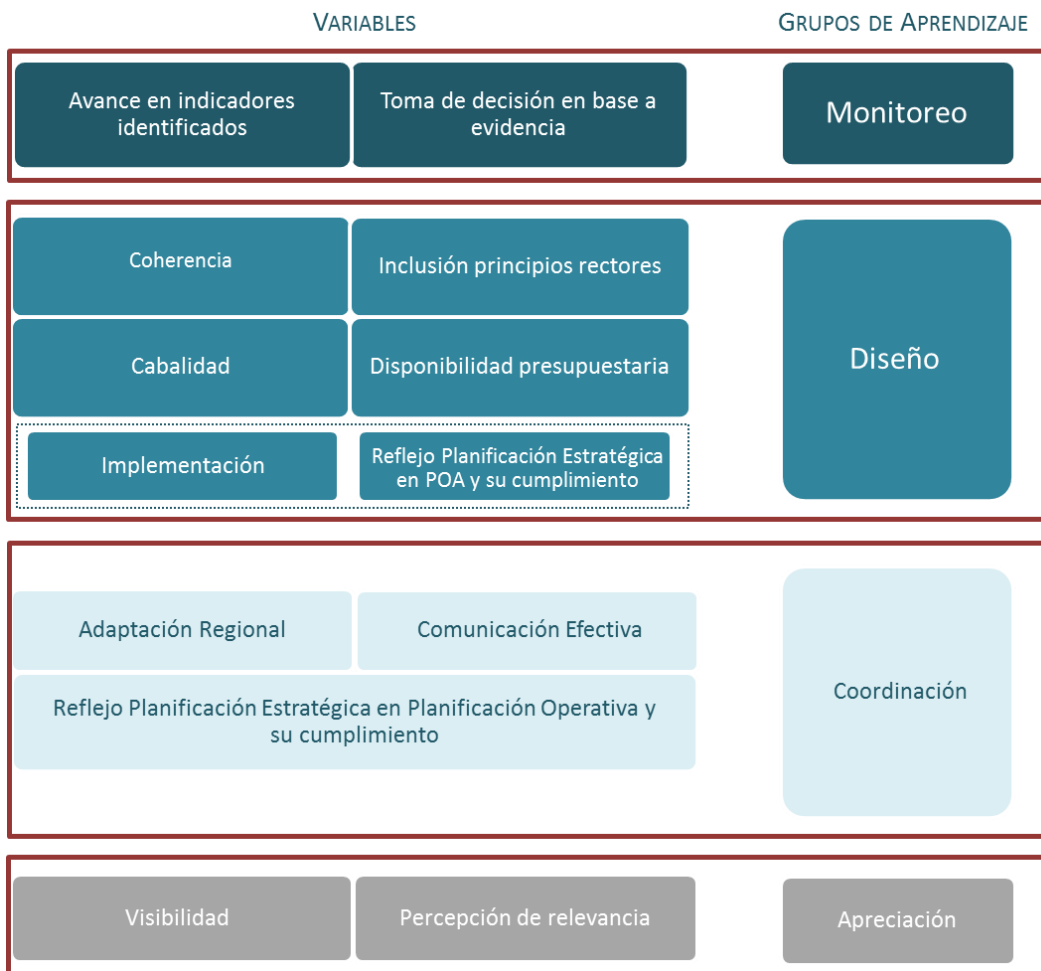 VARIABLES
GRUPOS DE APRENDIZAJE
Avance en indicadores
identificados
Toma de decisión en base a
evidencia
Monitoreo
Coherencia
Inclusión principios rectores
Cabalidad
Disponibilidad presupuestaria
Diseño
Implementación
Reflejo Planificación Estratégica
en POA y su cumplimiento
Adaptación Regional
Comunicación Efectiva
Reflejo Planificación Estratégica en Planificación Operativa y
su cumplimiento
Coordinación
Visibilidad
Percepción de relevancia
Apreciación